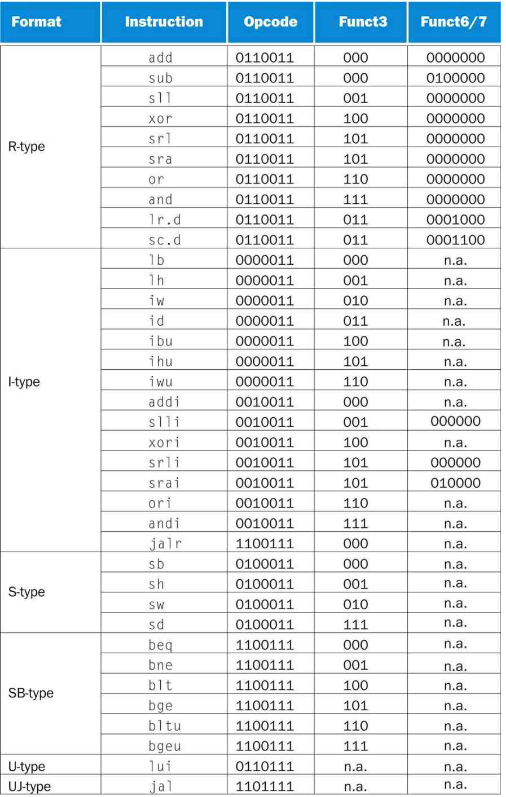 Format Instruction Opcode Funct3 Funct6/7
R-type
add 0110011 000 0000000
sub 0110011 000 0100000
sll 0110011 001 0000000
xor 0110011 100 0000000
srl 0110011 101 0000000
sra 0110011 101 0000000
or 0110011 110 0000000
and 0110011 111 0000000
lr.d 0110011 011 0001000
sc.d 0110011 011 0001100
I-type
lb 0000011 000 n.a.
lh 0000011 001 n.a.
iw 0000011 010 n.a.
id 0000011 011 n.a.
ibu 0000011 100 n.a.
ihu 0000011 101 n.a.
iwu 0000011 110 n.a.
addi 0010011 000 n.a.
slli 0010011 001 000000
xori 0010011 100 n.a.
srli 0010011 101 000000
srai 0010011 101 010000
ori 0010011 110 n.a.
andi 0010011 111 n.a.
jalr 1100111 000 n.a.
S-type
sb 0100011 000 n.a.
sh 0100011 001 n.a.
sw 0100011 010 n.a.
sd 0100011 111 n.a.
SB-type
beq 1100111 000 n.a.
bne 1100111 001 n.a.
blt 1100111 100 n.a.
bge 1100111 101 n.a.
bltu 1100111 110 n.a.
bgeu 1100111 111 n.a.
U-type lui 0110111 n.a. n.a.
UJ-type jal 1101111 n.a. n.a.